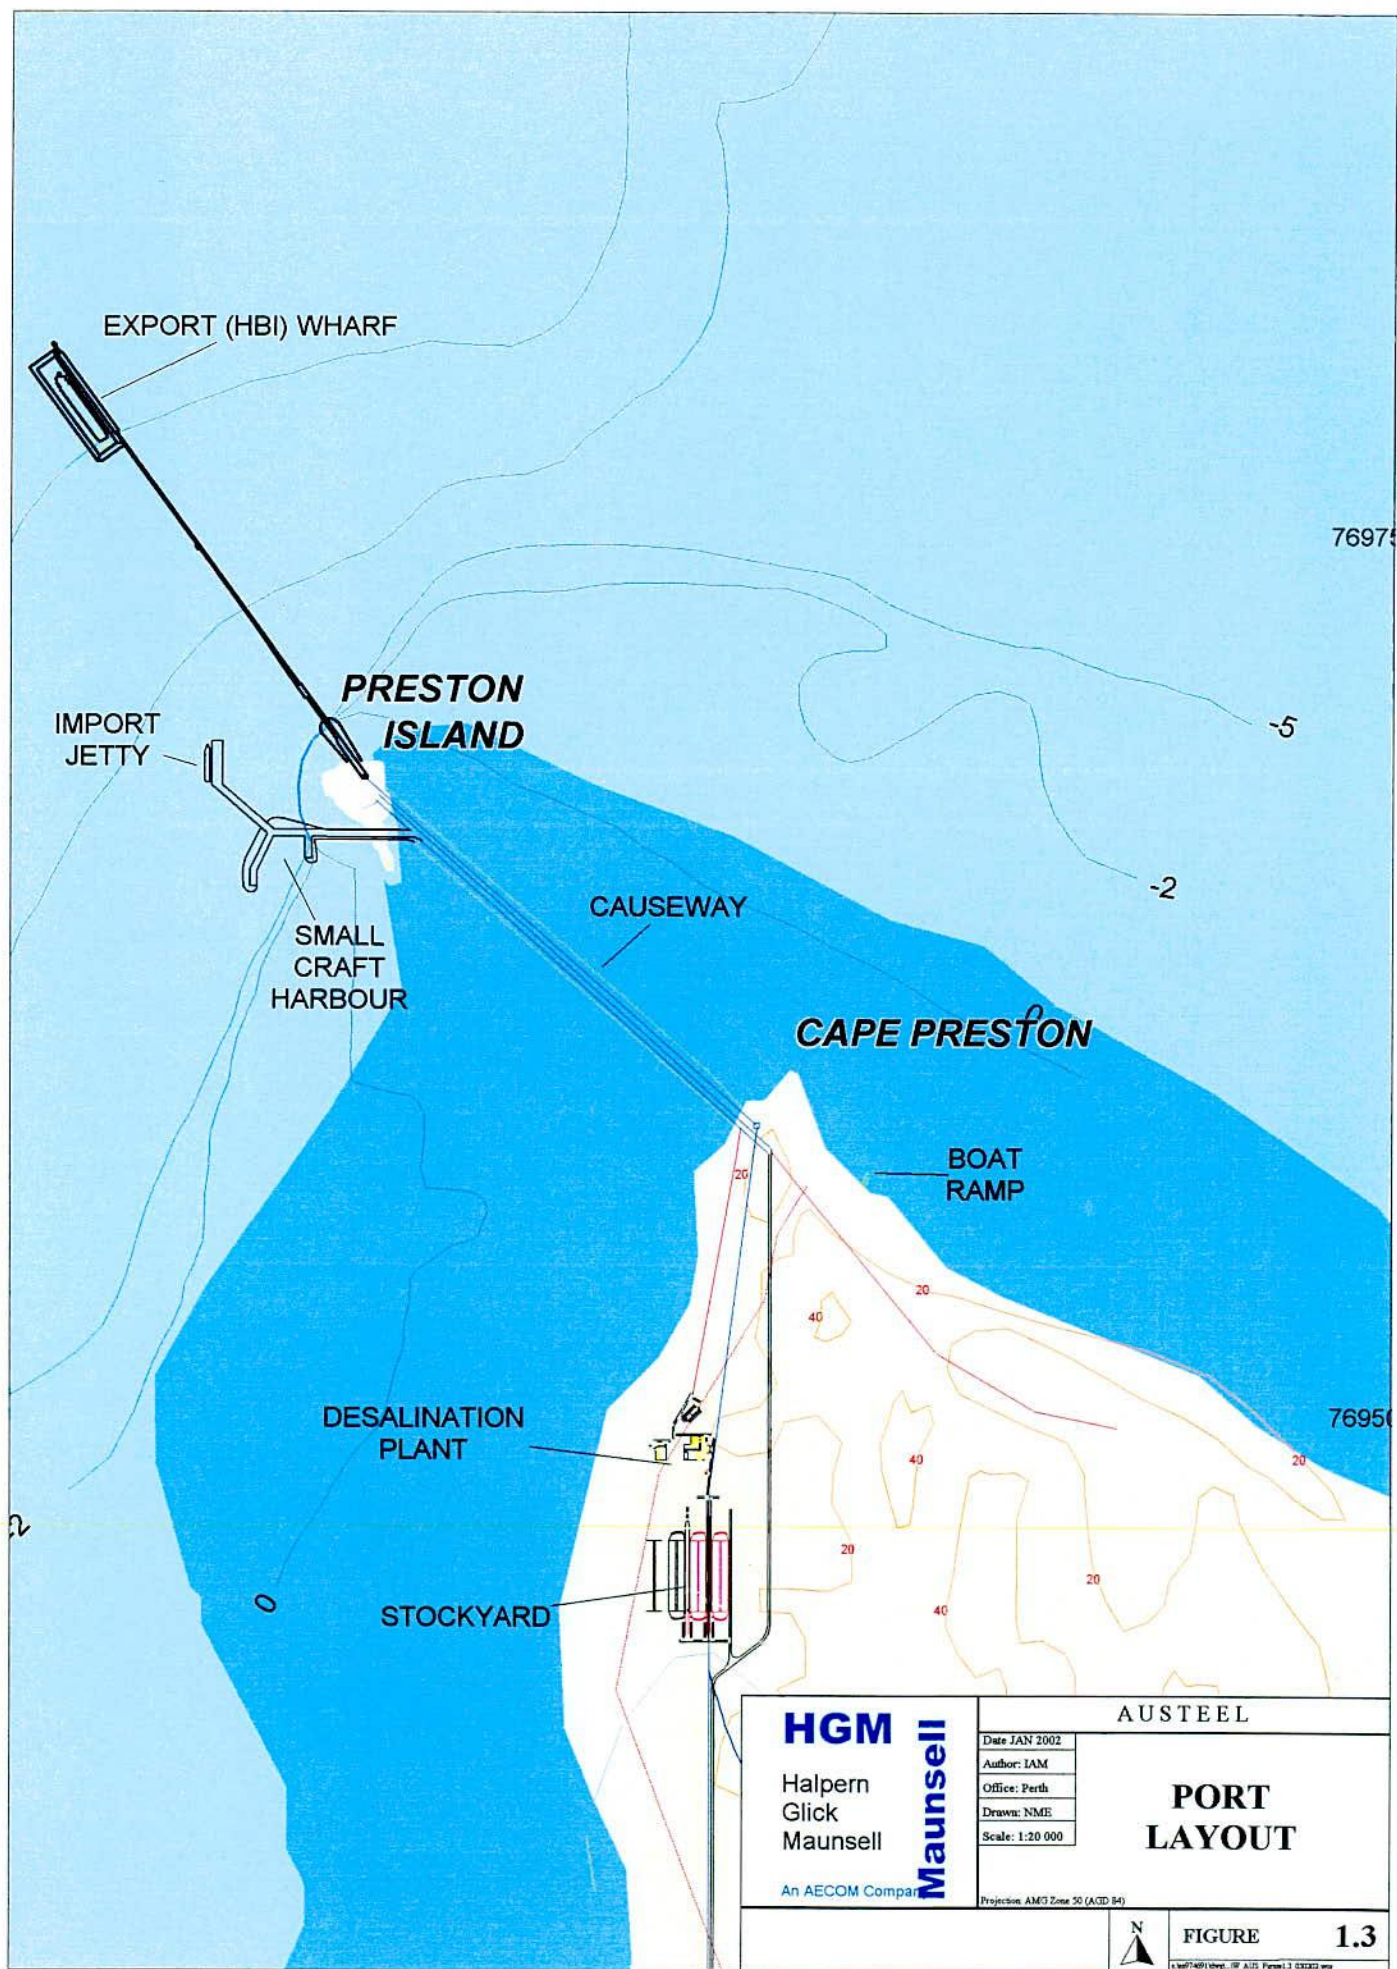 EXPORT (HBI) WHARF
7697
PRESTON
ISLAND
IMPORT
JETTY
-5
-2
CAUSEWAY
SMALL
CRAFT
HARBOUR
CAPE PRESTON
BOAT
RAMP
20
20
40
DESALINATION
PLANT
7695
40
20
2
20
20
0
STOCKYARD
40
HGM
Maunsell
Halpern
Glick
Maunsell
An AECOM Compan
AUSTEEL
Date JAN 2002
Author: IAM
Office: Perth
Drawn: NME
Scale: 1:20 000
PORT
LAYOUT
Projection: AMG Zone 50 (AGD 84)
N
FIGURE 1.3